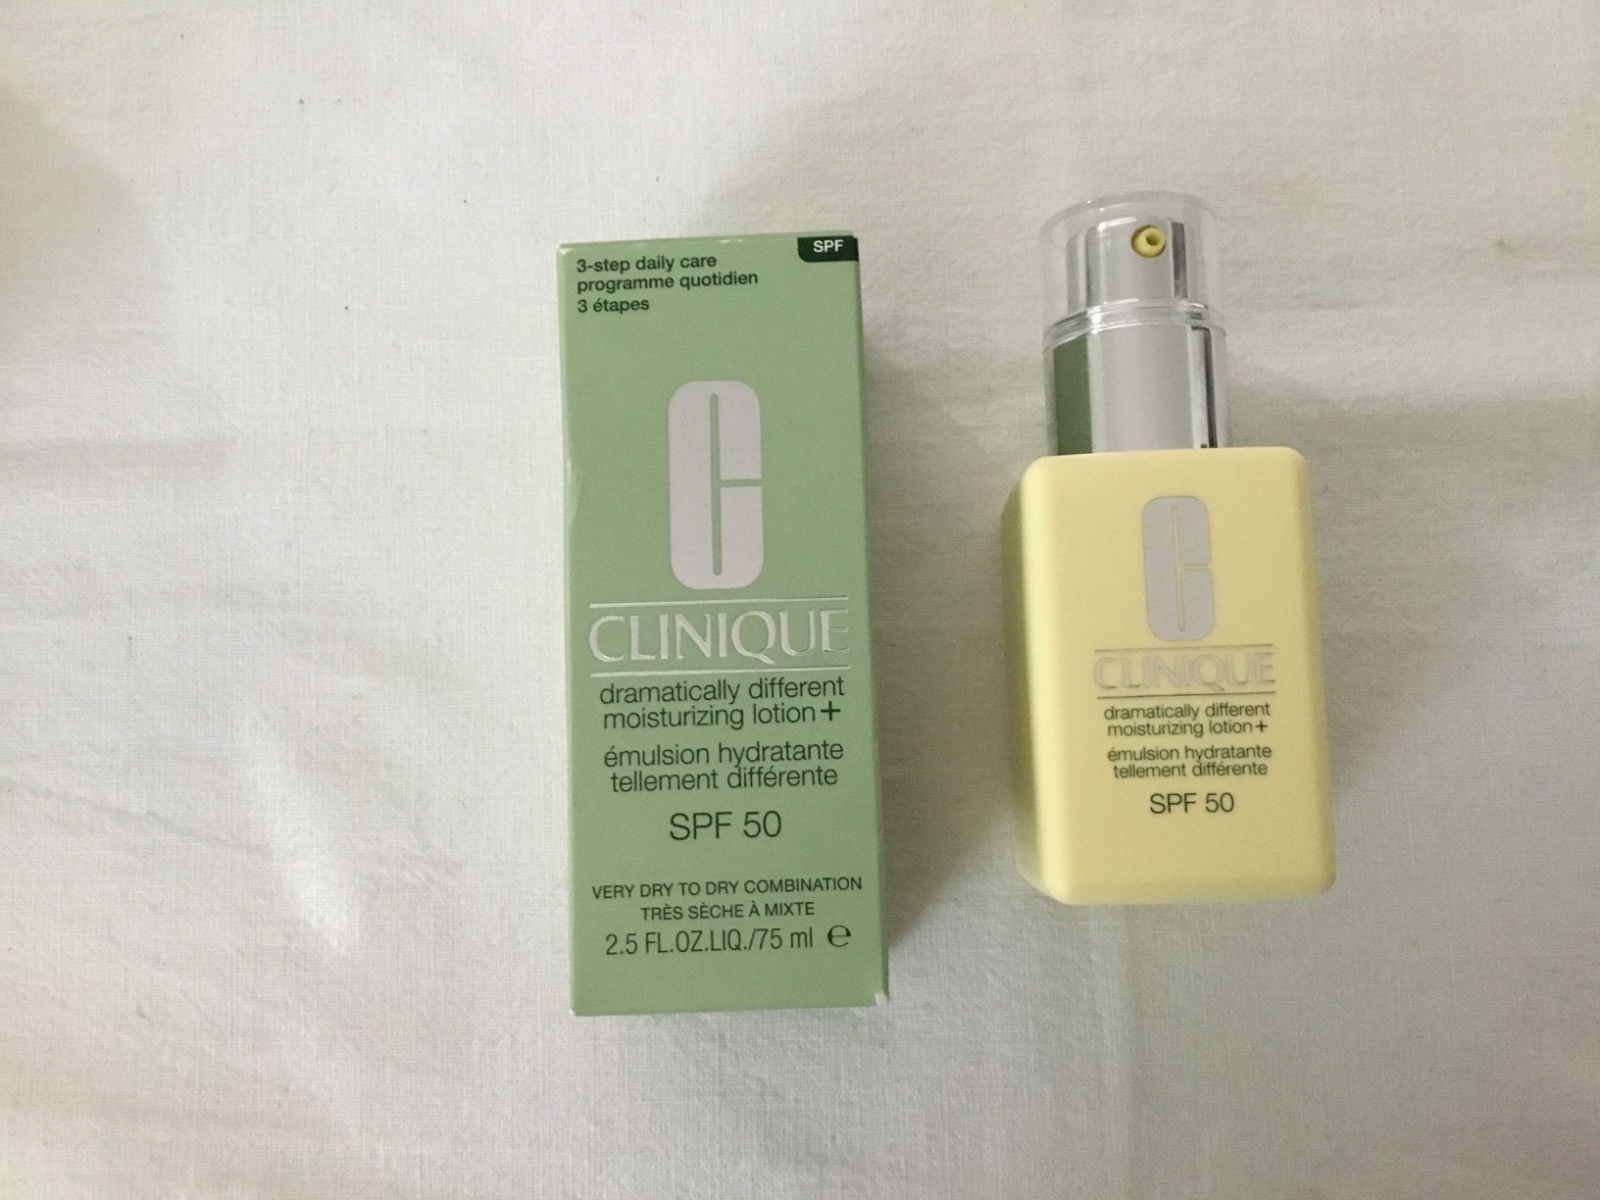 3-step daily care
programme quotidien
3 étapes
SPF
C
CLINIQUE
dramatically different
moisturizing lotion+
émulsion hydratante
tellement différente
SPF 50
VERY DRY TO DRY COMBINATION
TRÈS SÈCHE À MIXTE
2.5 FL.OZ.LIQ./75 ml ℮
C
CLINIQUE
dramatically different
moisturizing lotion+
émulsion hydratante
tellement différente
SPF 50